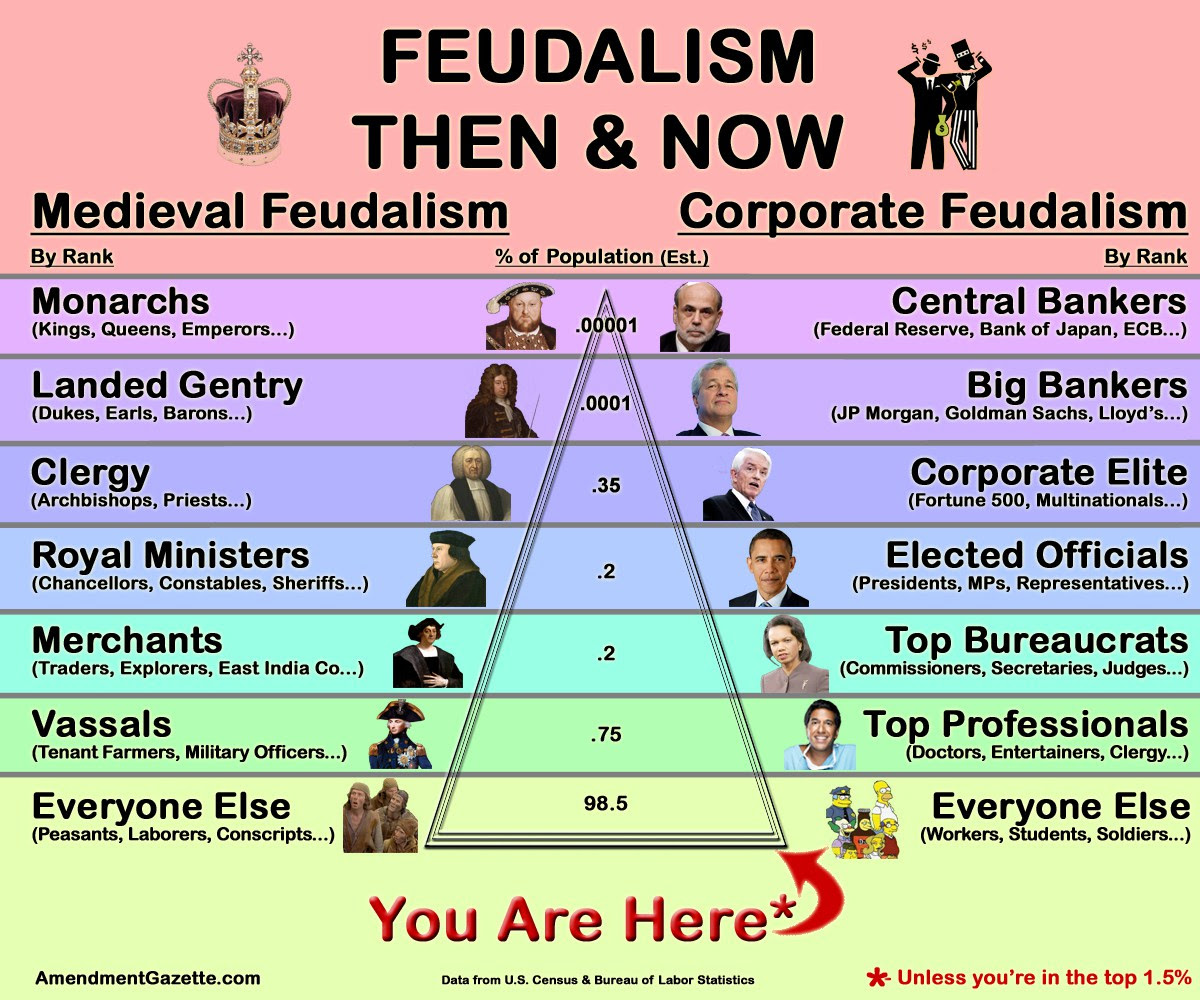 FEUDALISM
THEN & NOW
Medieval Feudalism
Corporate Feudalism
By Rank
% of Population (Est.)
By Rank
Monarchs
(Kings, Queens, Emperors...)
.00001
Central Bankers
(Federal Reserve, Bank of Japan, ECB...)
Landed Gentry
(Dukes, Earls, Barons...)
.0001
Big Bankers
(JP Morgan, Goldman Sachs, Lloyd's...)
Clergy
(Archbishops, Priests...)
.35
Corporate Elite
(Fortune 500, Multinationals...)
Royal Ministers
(Chancellors, Constables, Sheriffs...)
.2
Elected Officials
(Presidents, MPs, Representatives...)
Merchants
(Traders, Explorers, East India Co...)
.2
Top Bureaucrats
(Commissioners, Secretaries, Judges...)
Vassals
(Tenant Farmers, Military Officers...)
.75
Top Professionals
(Doctors, Entertainers, Clergy...)
Everyone Else
(Peasants, Laborers, Conscripts...)
98.5
Everyone Else
(Workers, Students, Soldiers...)
You Are Here*
AmendmentGazette.com
Data from U.S. Census & Bureau of Labor Statistics
* Unless you're in the top 1.5%